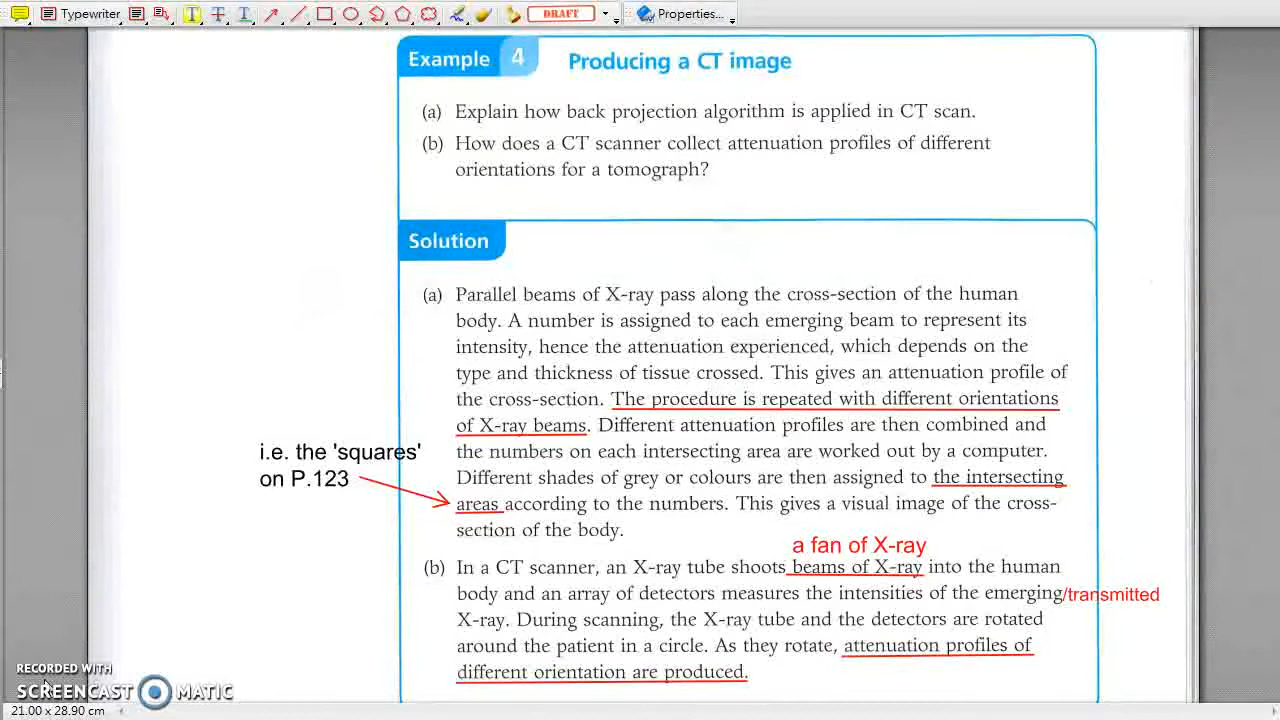 Typewriter
DRAFT
Properties...
Example 4 Producing a CT image
(a) Explain how back projection algorithm is applied in CT scan.
(b) How does a CT scanner collect attenuation profiles of different
orientations for a tomograph?
Solution
(a) Parallel beams of X-ray pass along the cross-section of the human
body. A number is assigned to each emerging beam to represent its
intensity, hence the attenuation experienced, which depends on the
type and thickness of tissue crossed. This gives an attenuation profile of
the cross-section. The procedure is repeated with different orientations
of X-ray beams. Different attenuation profiles are then combined and
i.e. the 'squares'
on P.123
the numbers on each intersecting area are worked out by a computer.
Different shades of grey or colours are then assigned to the intersecting
areas according to the numbers. This gives a visual image of the cross-
section of the body.
a fan of X-ray
(b) In a CT scanner, an X-ray tube shoots beams of X-ray into the human
body and an array of detectors measures the intensities of the emerging/transmitted
X-ray. During scanning, the X-ray tube and the detectors are rotated
around the patient in a circle. As they rotate, attenuation profiles of
different orientation are produced.
RECORDED WITH
SCREENCAST MATIC
21.00 x 28.90 cm